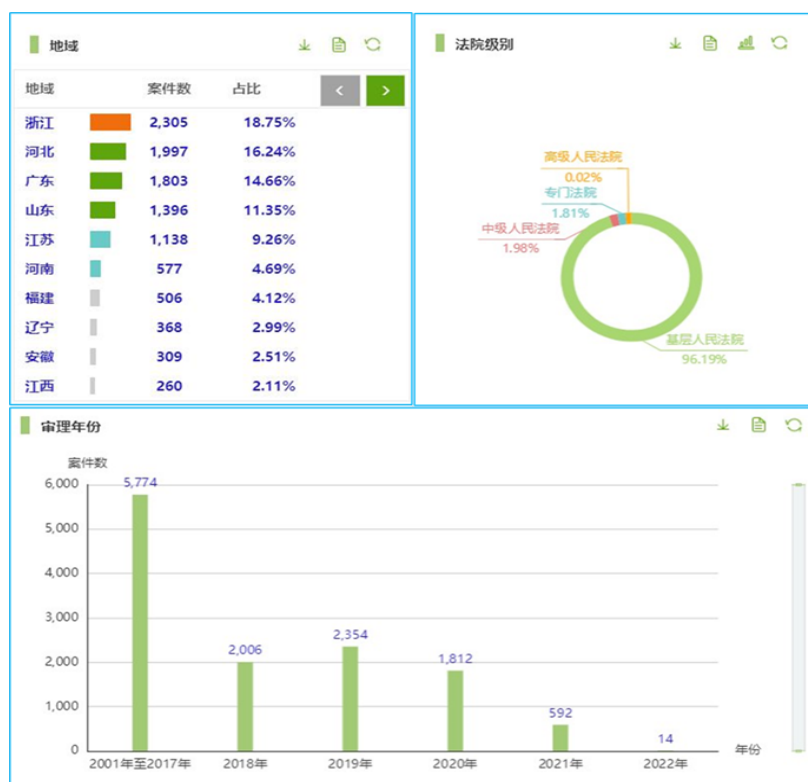 地域
地域 案件数 占比 < >
浙江 2,305 18.75%
河北 1,997 16.24%
广东 1,803 14.66%
山东 1,396 11.35%
江苏 1,138 9.26%
河南 577 4.69%
福建 506 4.12%
辽宁 368 2.99%
安徽 309 2.51%
江西 260 2.11%
法院级别
高级人民法院
0.02%
专门法院
1.81%
中级人民法院
1.98%
基层人民法院
96.19%
审理年份
案件数
6,000
5,000
4,000
3,000
2,000
1,000
0
5,774
2,006
2,354
1,812
592
14
2001年至2017年 2018年 2019年 2020年 2021年 2022年
年份